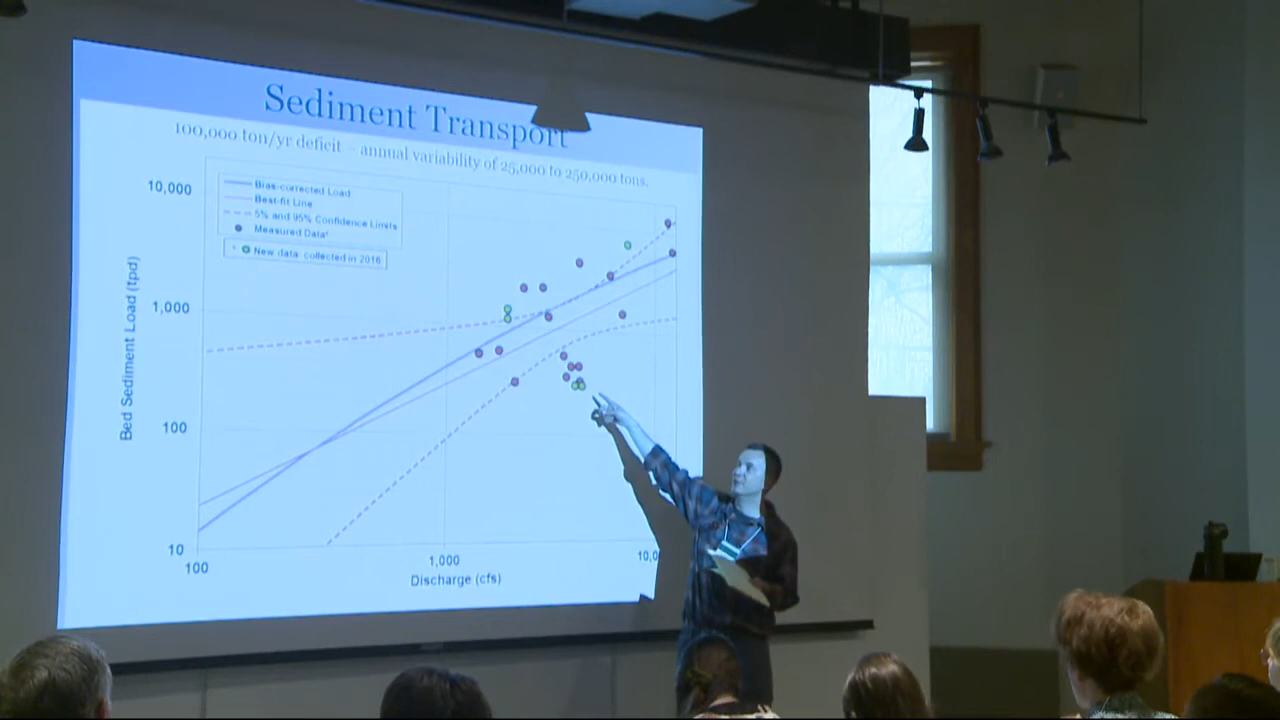 Sediment Transport
100,000 ton/yr deficit - annual variability of 25,000 to 250,000 tons.
Bias-corrected Load
Best-fit Line
5% and 95% Confidence Limits
Measured Data*
New data collected in 2016
Bed Sediment Load (tpd)
10,000
1,000
100
10
100
1,000
10,0
Discharge (cfs)